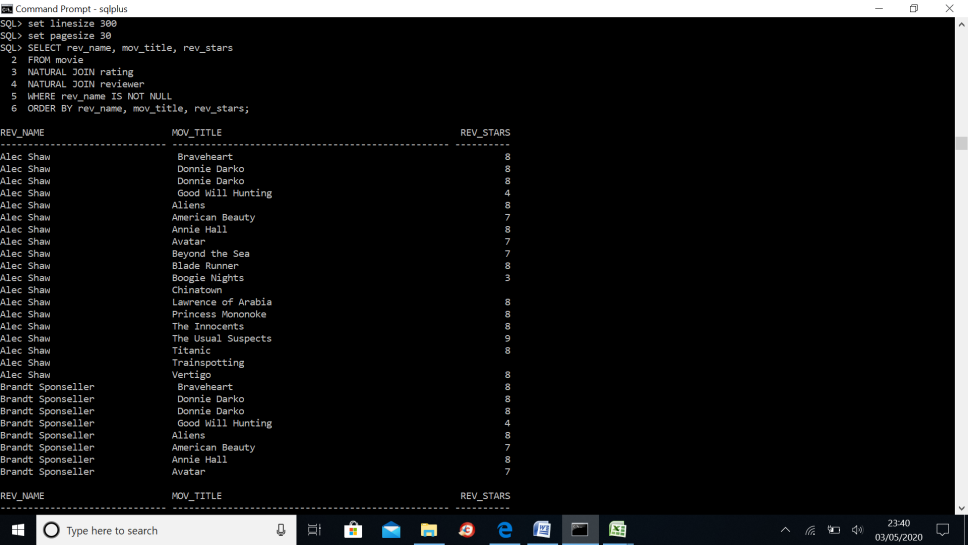 Command Prompt - sqlplus
SQL> set linesize 300
SQL> set pagesize 30
SQL> SELECT rev_name, mov_title, rev_stars
2 FROM movie
3 NATURAL JOIN rating
4 NATURAL JOIN reviewer
5 WHERE rev_name IS NOT NULL
6 ORDER BY rev_name, mov_title, rev_stars;
REV_NAME MOV_TITLE REV_STARS
------------------------------ -------------------------------------------------- ----------
Alec Shaw Braveheart 8
Alec Shaw Donnie Darko 8
Alec Shaw Donnie Darko 8
Alec Shaw Good Will Hunting 4
Alec Shaw Aliens 8
Alec Shaw American Beauty 7
Alec Shaw Annie Hall 8
Alec Shaw Avatar 7
Alec Shaw Beyond the Sea 7
Alec Shaw Blade Runner 8
Alec Shaw Boogie Nights 3
Alec Shaw Chinatown
Alec Shaw Lawrence of Arabia 8
Alec Shaw Princess Mononoke 8
Alec Shaw The Innocents 8
Alec Shaw The Usual Suspects 9
Alec Shaw Titanic 8
Alec Shaw Trainspotting
Alec Shaw Vertigo 8
Brandt Sponseller Braveheart 8
Brandt Sponseller Donnie Darko 8
Brandt Sponseller Donnie Darko 8
Brandt Sponseller Good Will Hunting 4
Brandt Sponseller Aliens 8
Brandt Sponseller American Beauty 7
Brandt Sponseller Annie Hall 8
Brandt Sponseller Avatar 7
REV_NAME MOV_TITLE REV_STARS
------------------------------ -------------------------------------------------- ----------
Type here to search
23:40
03/05/2020